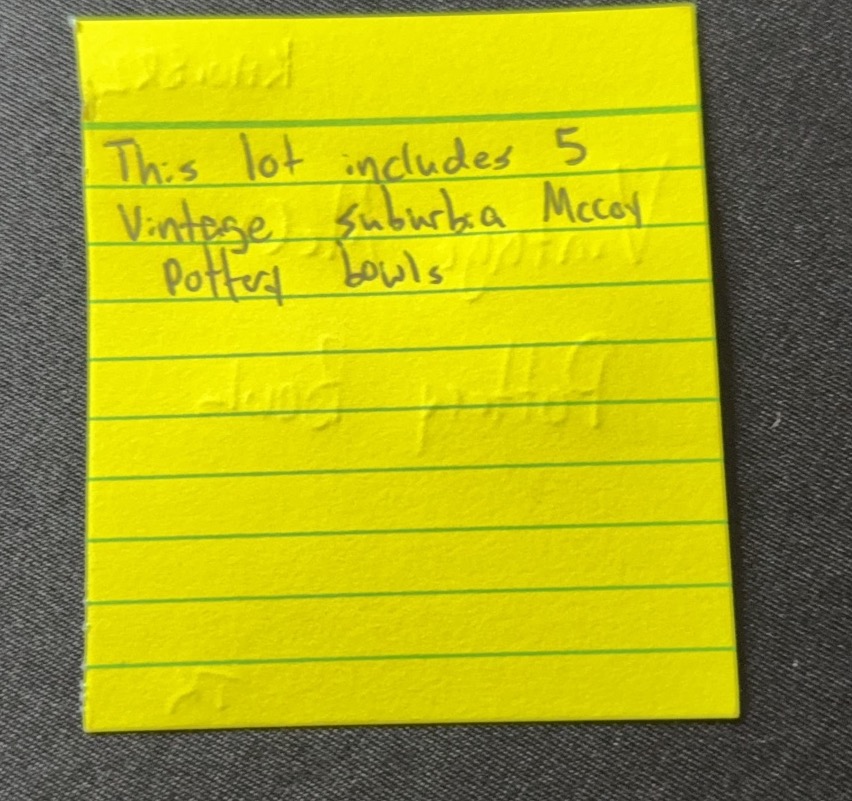 This lot includes 5
Vintage suburbia Mccoy
Pottery bowls